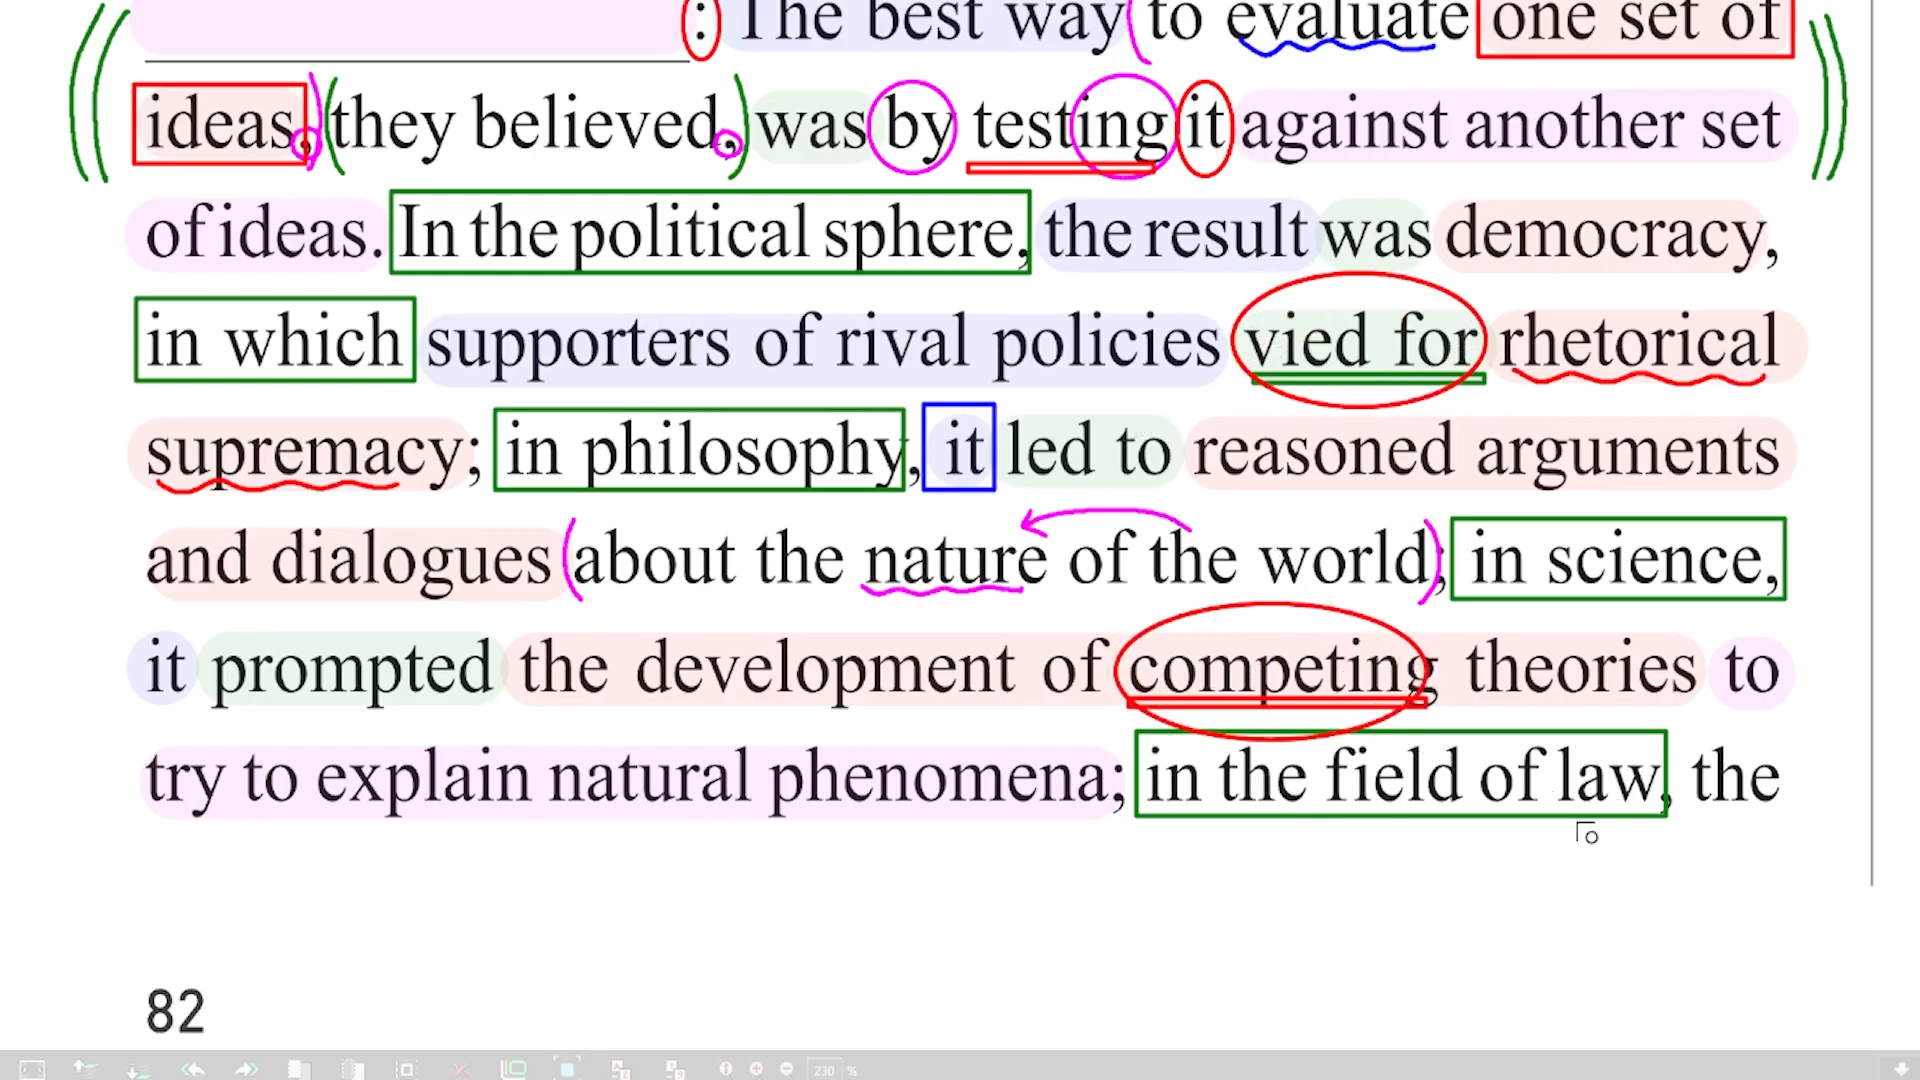 : The best way to evaluate one set of
ideas, they believed, was by testing it against another set
of ideas. In the political sphere, the result was democracy,
in which supporters of rival policies vied for rhetorical
supremacy; in philosophy, it led to reasoned arguments
and dialogues about the nature of the world; in science,
it prompted the development of competing theories to
try to explain natural phenomena; in the field of law, the
82
230 %